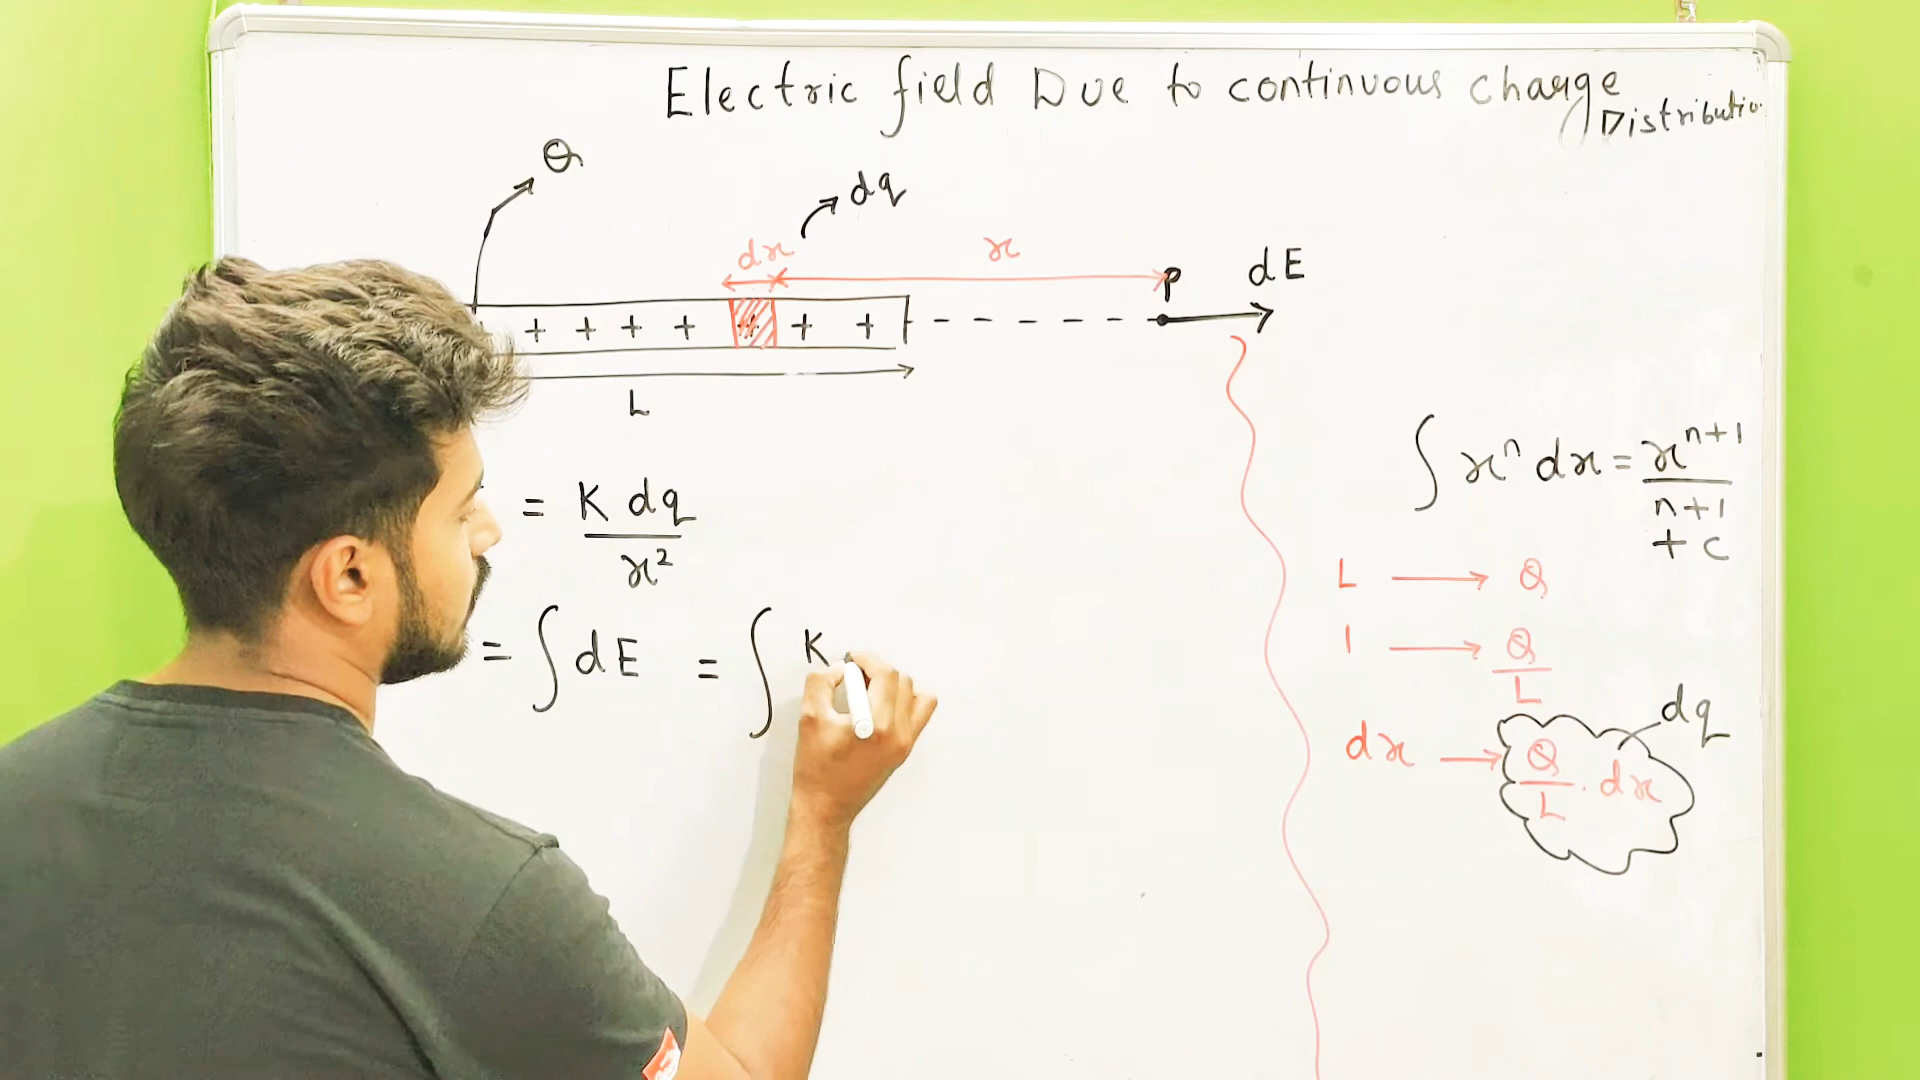 Electric field Due to continuous charge
Distributio
Q
dq
dx
x
P
dE
+ + + + + + +
L
= K dq / x²
= ∫ dE = ∫ K
∫ xⁿ dx = xⁿ⁺¹ / n+1
+ C
L → Q
1 → Q / L
dx → Q / L . dx
dq